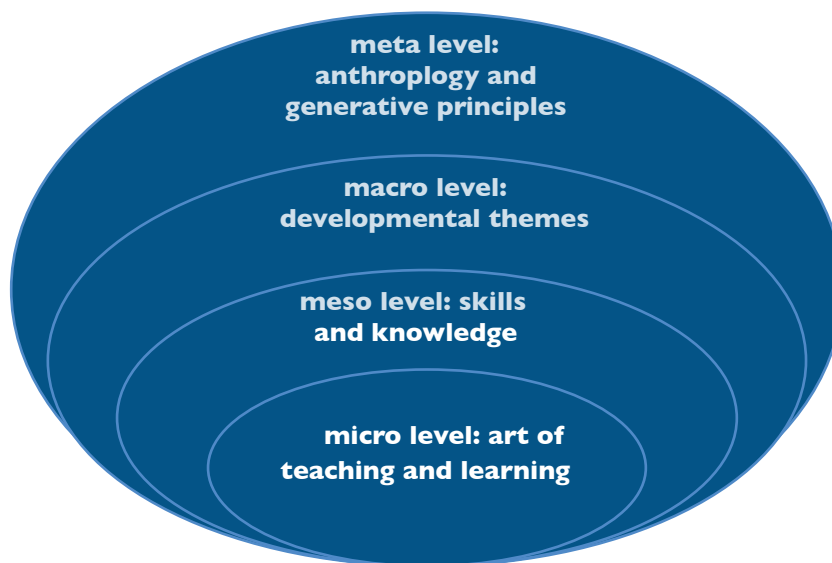 meta level:
anthroplogy and
generative principles
macro level:
developmental themes
meso level: skills
and knowledge
micro level: art of
teaching and learning